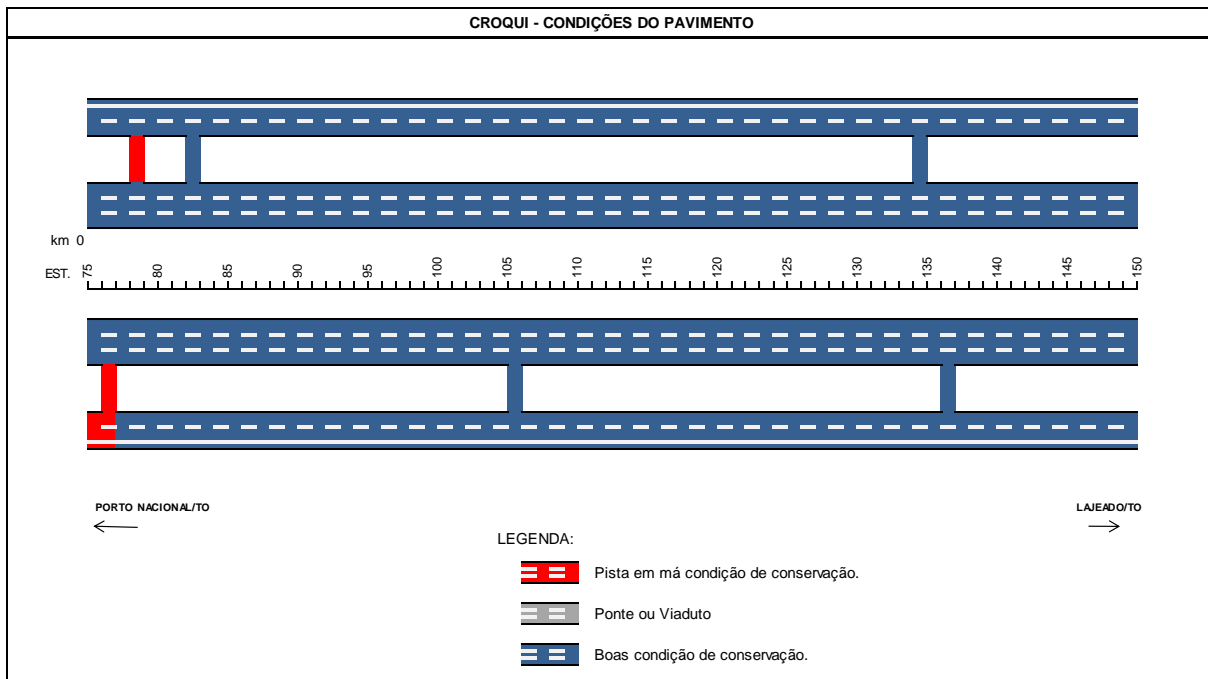 CROQUI - CONDIÇÕES DO PAVIMENTO
km 0
EST. 75 80 85 90 95 100 105 110 115 120 125 130 135 140 145 150
PORTO NACIONAL/TO LAJEADO/TO
LEGENDA:
Pista em má condição de conservação.
Ponte ou Viaduto
Boas condição de conservação.